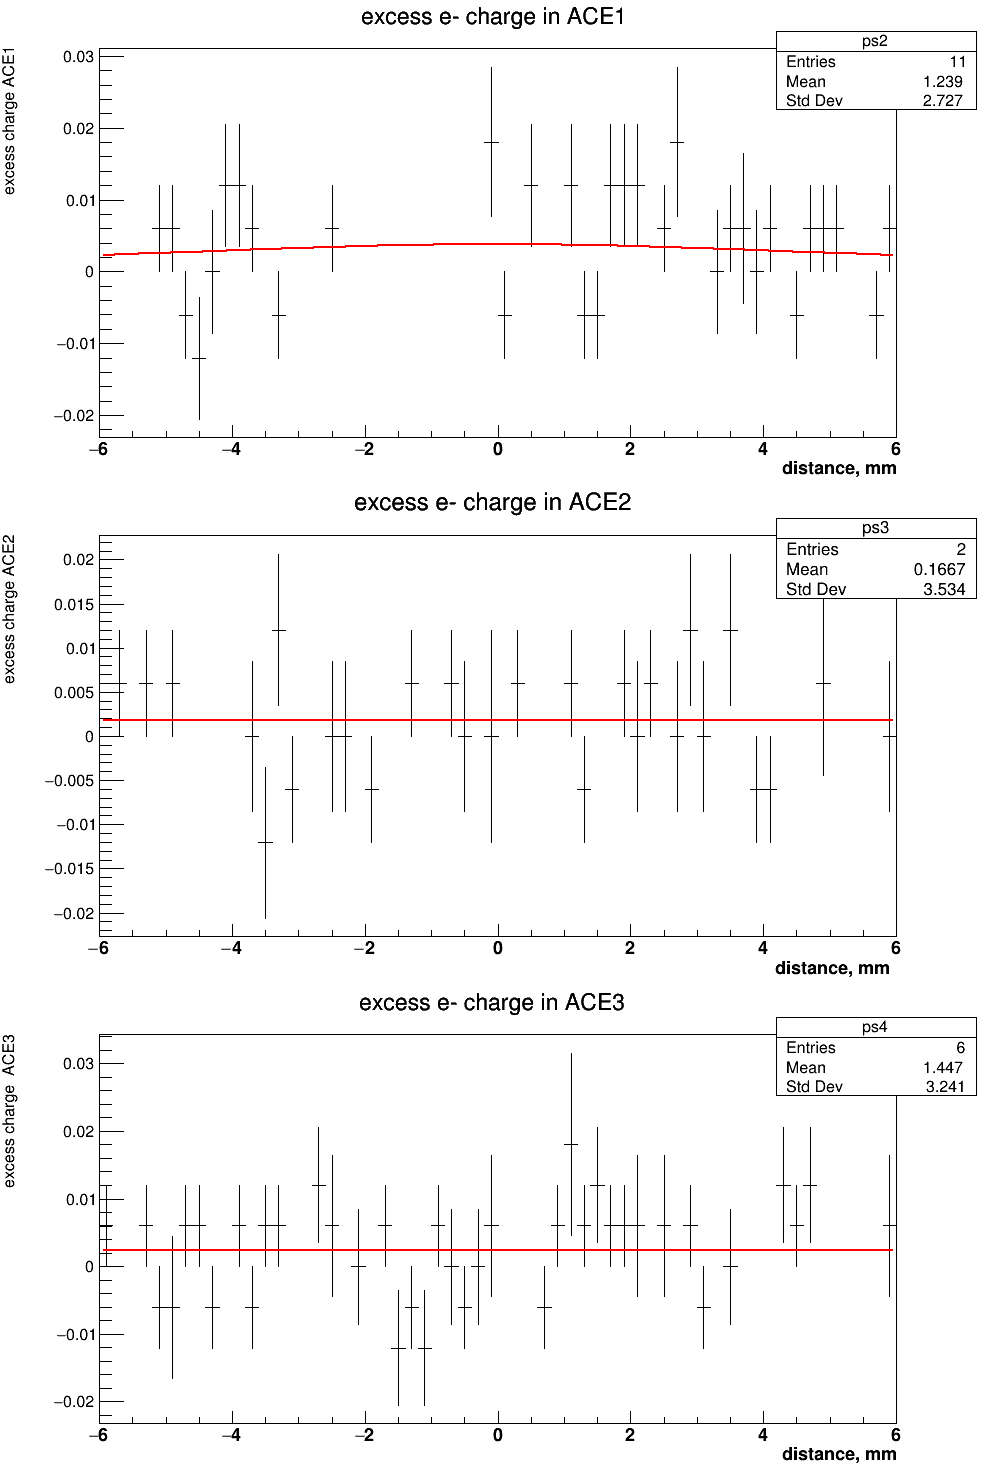 excess e- charge in ACE1
ps2
Entries 11
Mean 1.239
Std Dev 2.727
excess charge ACE1
0.03
0.02
0.01
0
−0.01
−0.02
−6 −4 −2 0 2 4 6
distance, mm
excess e- charge in ACE2
ps3
Entries 2
Mean 0.1667
Std Dev 3.534
excess charge ACE2
0.02
0.015
0.01
0.005
0
−0.005
−0.01
−0.015
−0.02
−6 −4 −2 0 2 4 6
distance, mm
excess e- charge in ACE3
ps4
Entries 6
Mean 1.447
Std Dev 3.241
excess charge ACE3
0.03
0.02
0.01
0
−0.01
−0.02
−6 −4 −2 0 2 4 6
distance, mm